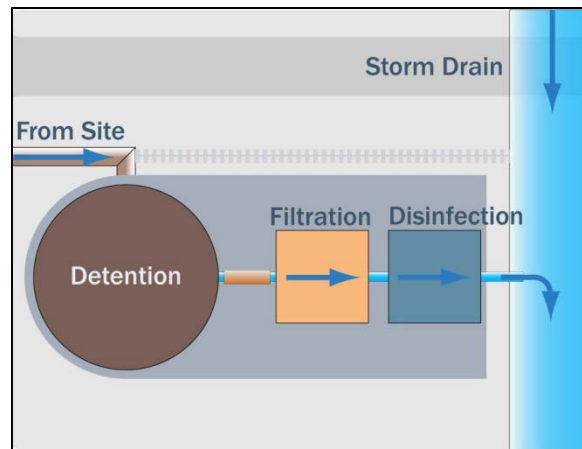 Storm Drain
From Site
Filtration
Disinfection
Detention